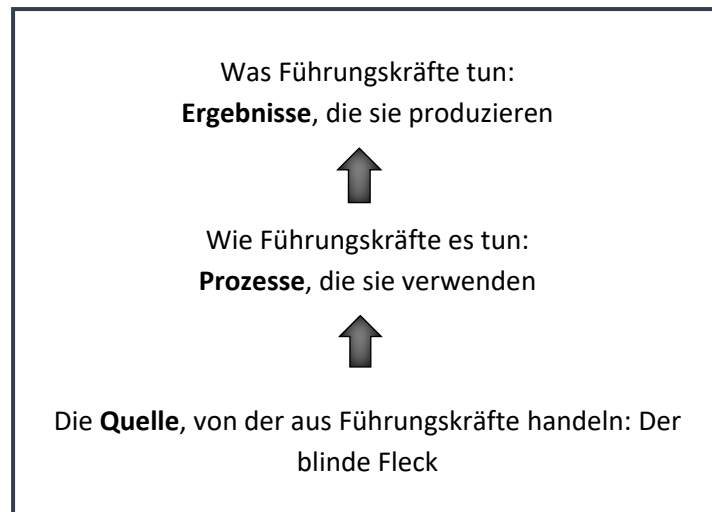 Was Führungskräfte tun:
Ergebnisse, die sie produzieren
Wie Führungskräfte es tun:
Prozesse, die sie verwenden
Die Quelle, von der aus Führungskräfte handeln: Der
blinde Fleck